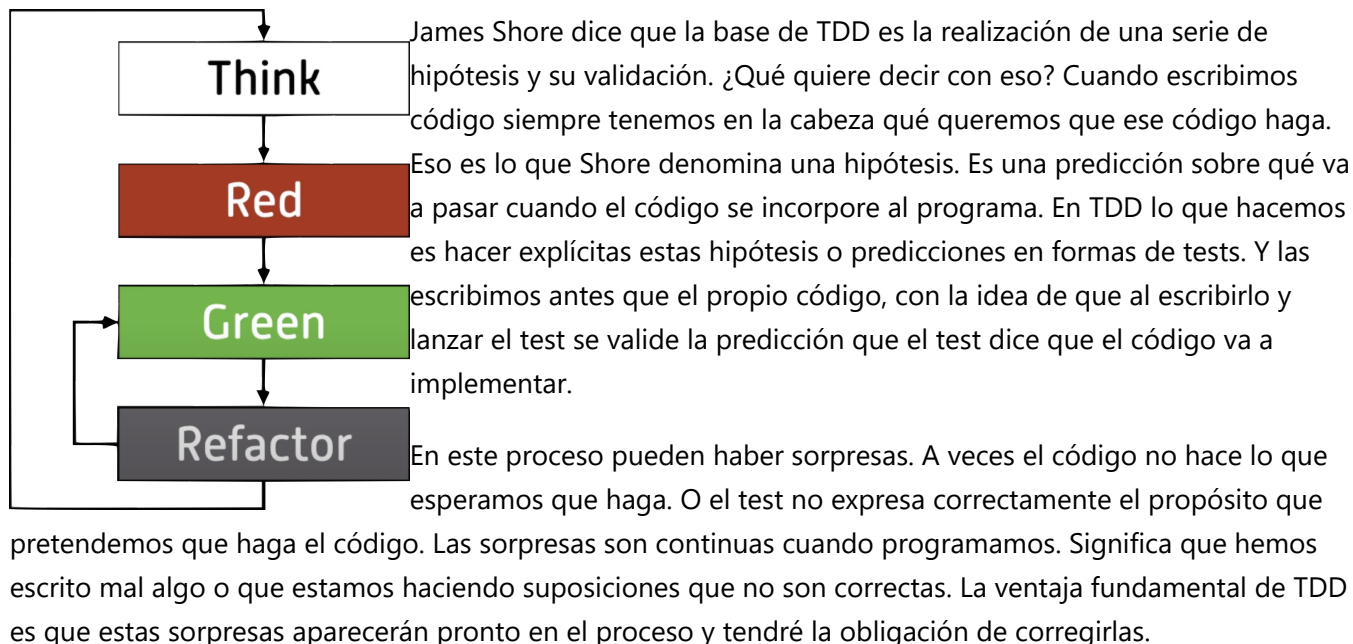 Think
Red
Green
Refactor
James Shore dice que la base de TDD es la realización de una serie de
hipótesis y su validación. ¿Qué quiere decir con eso? Cuando escribimos
código siempre tenemos en la cabeza qué queremos que ese código haga.
Eso es lo que Shore denomina una hipótesis. Es una predicción sobre qué va
a pasar cuando el código se incorpore al programa. En TDD lo que hacemos
es hacer explícitas estas hipótesis o predicciones en formas de tests. Y las
escribimos antes que el propio código, con la idea de que al escribirlo y
lanzar el test se valide la predicción que el test dice que el código va a
implementar.
En este proceso pueden haber sorpresas. A veces el código no hace lo que
esperamos que haga. O el test no expresa correctamente el propósito que
pretendemos que haga el código. Las sorpresas son continuas cuando programamos. Significa que hemos
escrito mal algo o que estamos haciendo suposiciones que no son correctas. La ventaja fundamental de TDD
es que estas sorpresas aparecerán pronto en el proceso y tendré la obligación de corregirlas.